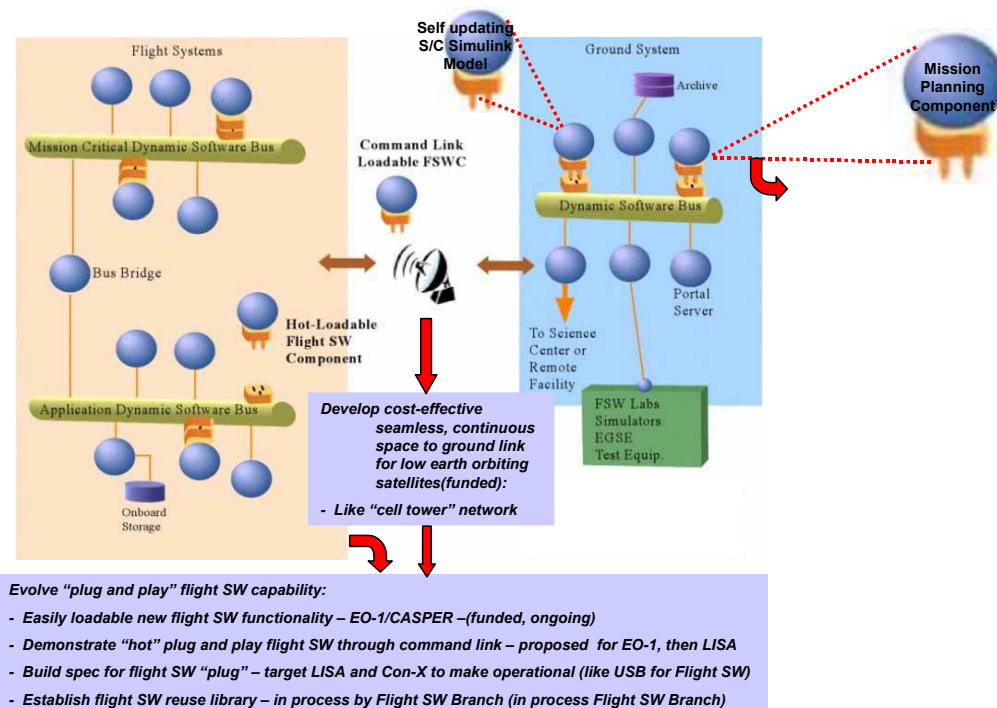 Self updating
S/C Simulink
Model
Flight Systems
Ground System
Mission
Planning
Component
Archive
Mission Critical Dynamic Software Bus
Command Link
Loadable FSWC
Dynamic Software Bus
Bus Bridge
Portal
Server
Hot-Loadable
Flight SW
Component
To Science
Center or
Remote
Facility
Application Dynamic Software Bus
FSW Labs
Simulators
EGSE
Test Equip.
Onboard
Storage
Develop cost-effective
seamless, continuous
space to ground link
for low earth orbiting
satellites(funded):
- Like “cell tower” network
Evolve “plug and play” flight SW capability:
- Easily loadable new flight SW functionality – EO-1/CASPER –(funded, ongoing)
- Demonstrate “hot” plug and play flight SW through command link – proposed for EO-1, then LISA
- Build spec for flight SW “plug” – target LISA and Con-X to make operational (like USB for Flight SW)
- Establish flight SW reuse library – in process by Flight SW Branch (in process Flight SW Branch)